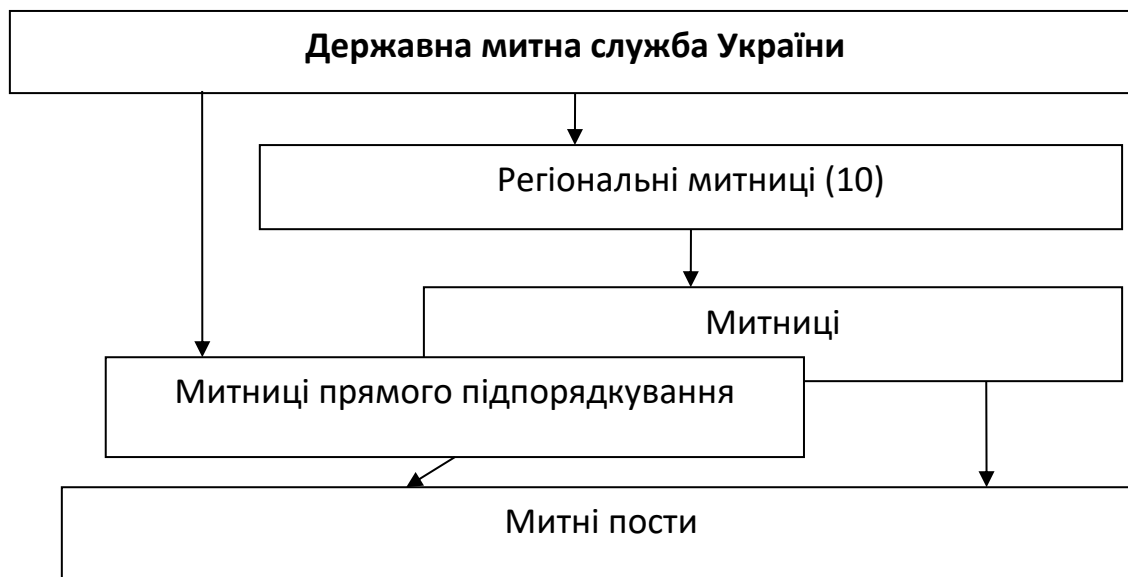 Державна митна служба України
Регіональні митниці (10)
Митниці
Митниці прямого підпорядкування
Митні пости